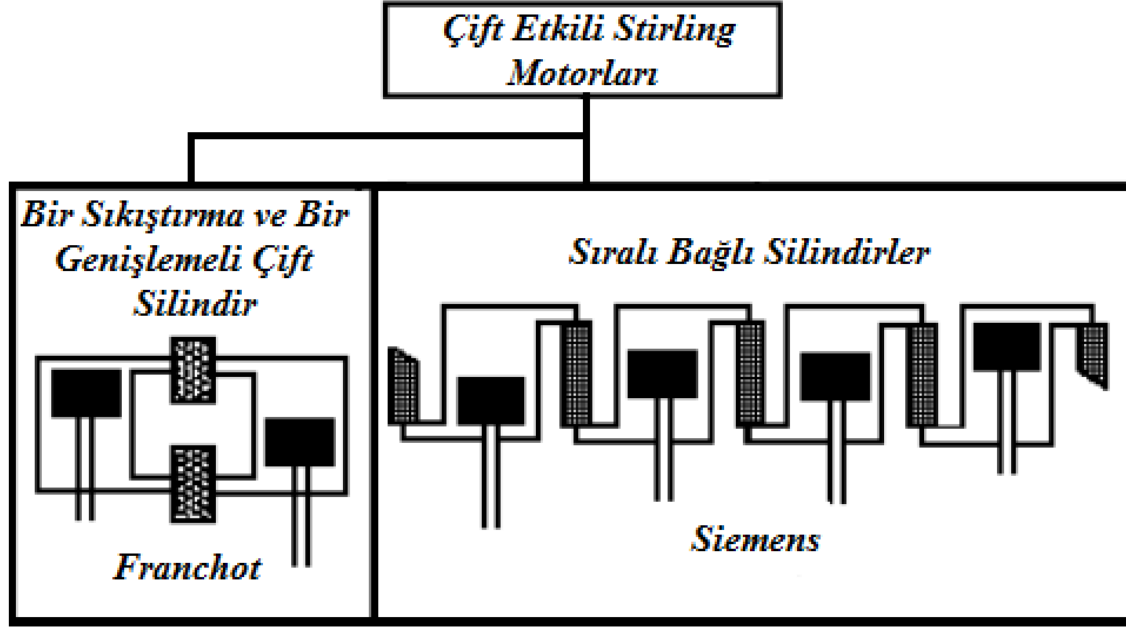 Çift Etkili Stirling
Motorları
Bir Sıkıştırma ve Bir
Genişlemeli Çift
Silindir
Franchot
Sıralı Bağlı Silindirler
Siemens